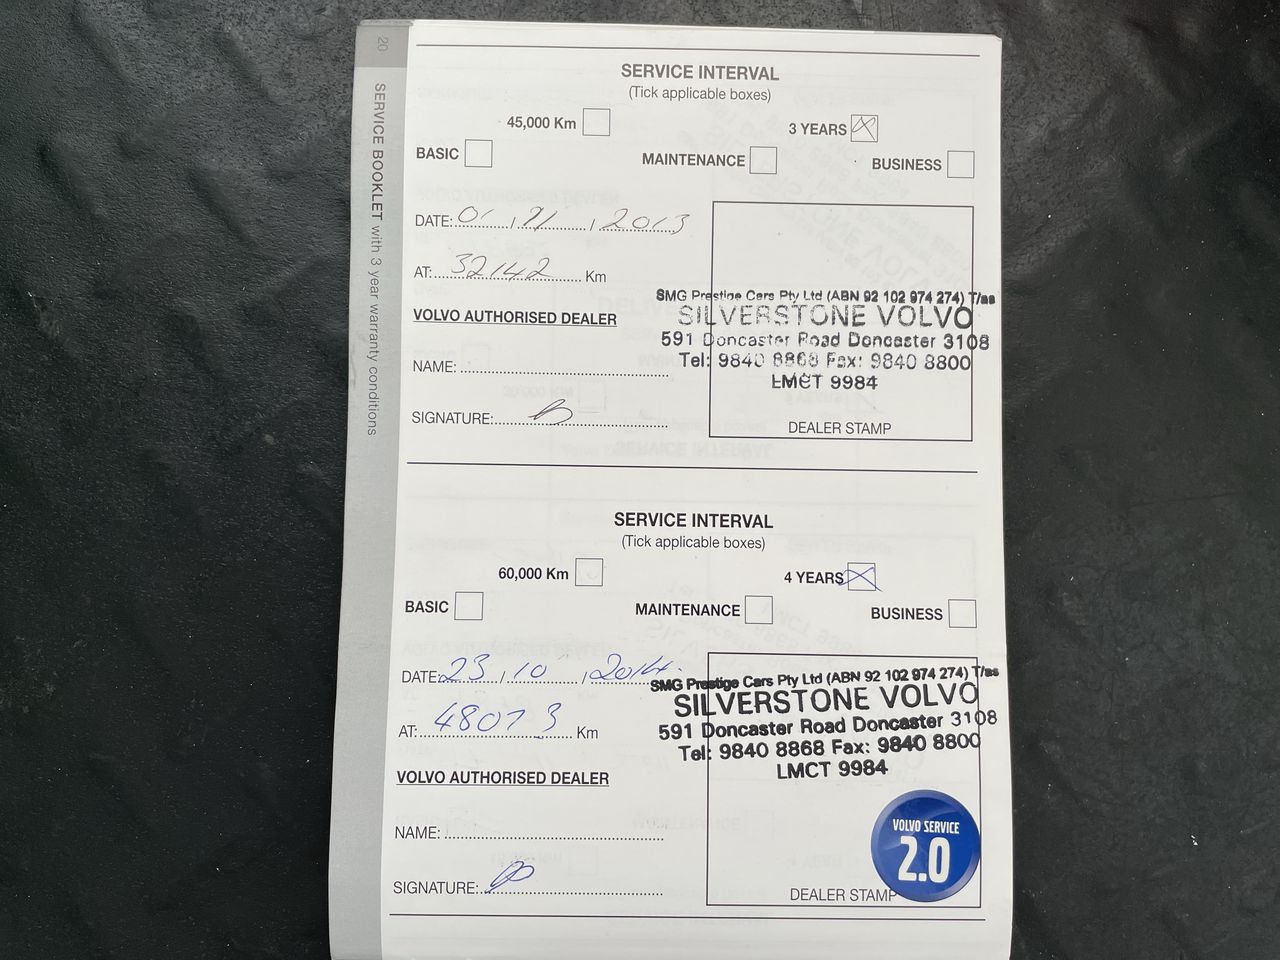 20
SERVICE BOOKLET with 3 year warranty conditions
SERVICE INTERVAL
(Tick applicable boxes)
45,000 Km
3 YEARS
BASIC
MAINTENANCE
BUSINESS
DATE: 01 / 11 / 2013
AT: 32142 Km
VOLVO AUTHORISED DEALER
NAME:
SIGNATURE:
SMG Prestige Cars Pty Ltd (ABN 92 102 974 274) T/as
SILVERSTONE VOLVO
591 Doncaster Road Doncaster 3108
Tel: 9840 8868 Fax: 9840 8800
LMCT 9984
DEALER STAMP
SERVICE INTERVAL
(Tick applicable boxes)
60,000 Km
4 YEARS
BASIC
MAINTENANCE
BUSINESS
DATE: 23 / 10 / 2014
AT: 48073 Km
VOLVO AUTHORISED DEALER
NAME:
SIGNATURE:
SMG Prestige Cars Pty Ltd (ABN 92 102 974 274) T/as
SILVERSTONE VOLVO
591 Doncaster Road Doncaster 3108
Tel: 9840 8868 Fax: 9840 8800
LMCT 9984
VOLVO SERVICE
2.0
DEALER STAMP